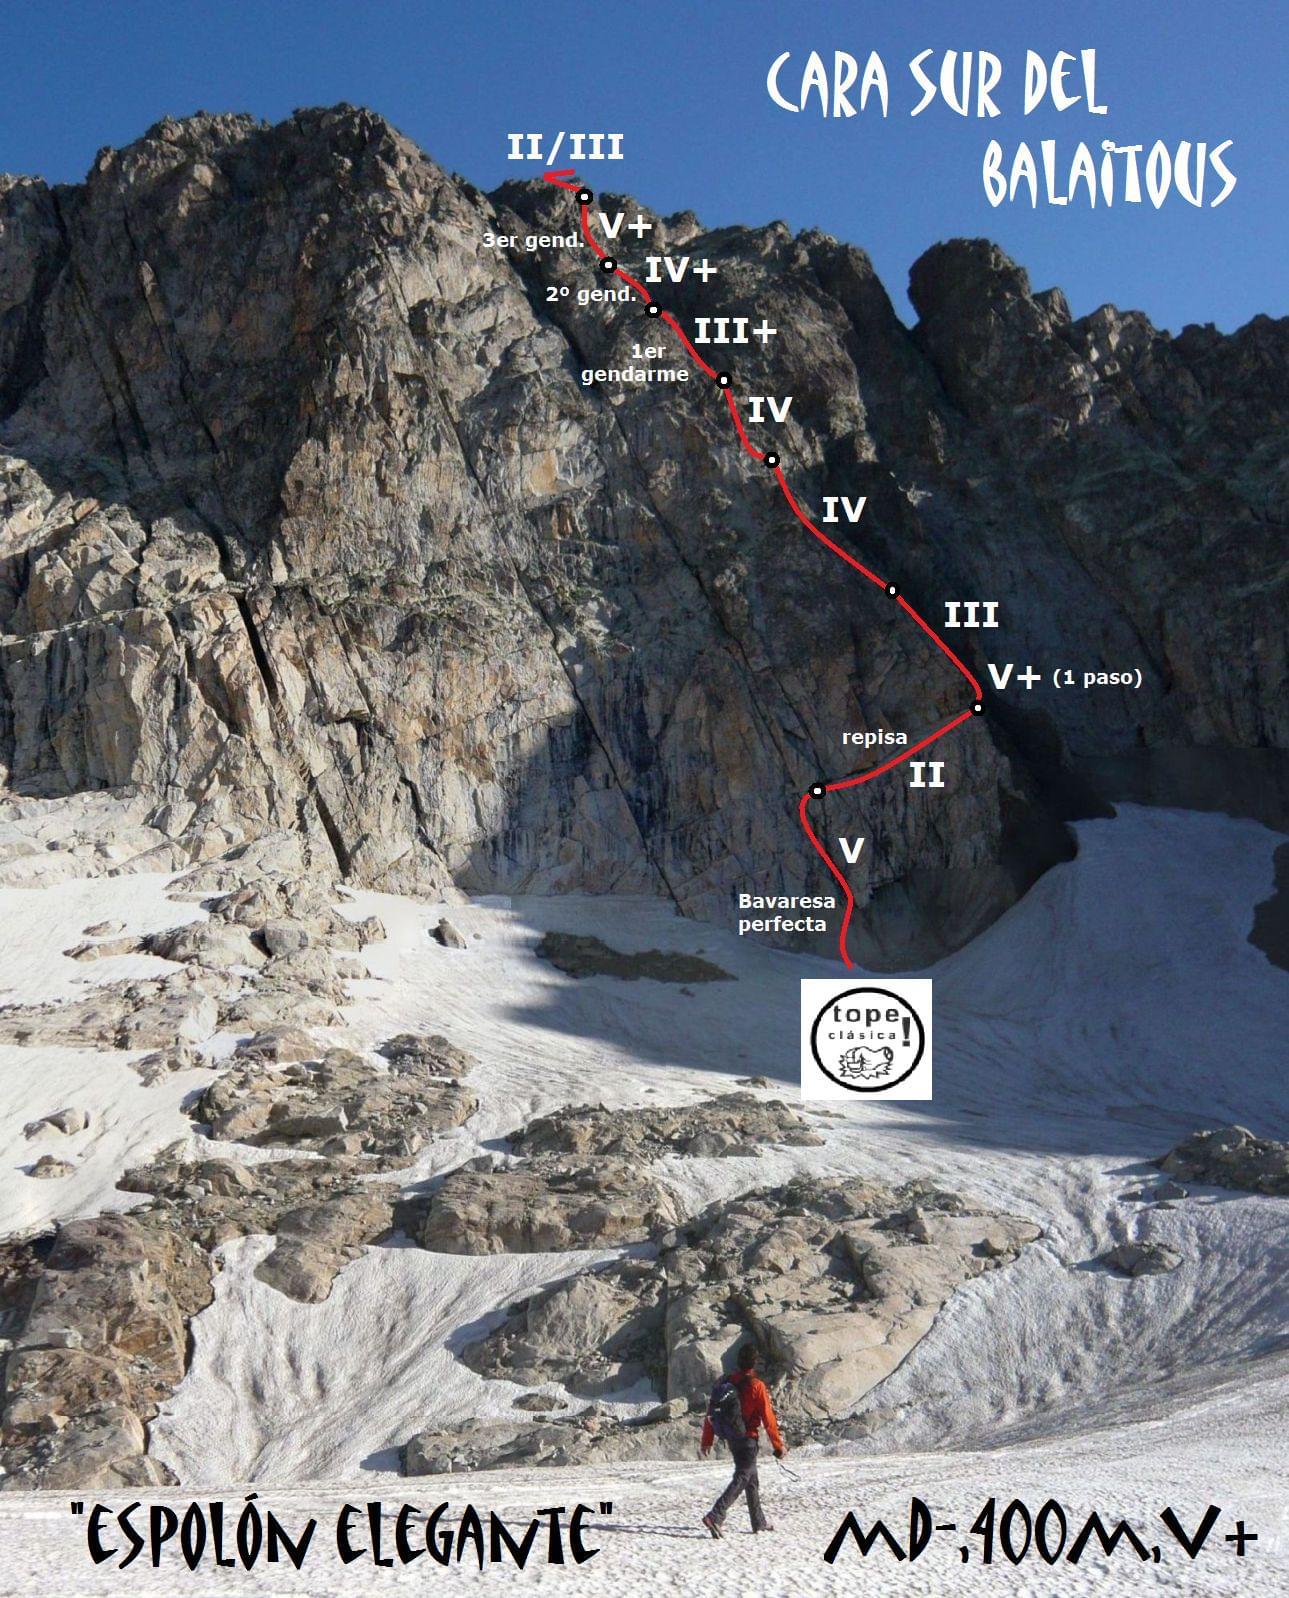 CARA SUR DEL
BALAITOUS
II/III
V+
3er gend.
IV+
2º gend.
III+
1er
gendarme
IV
IV
III
V+ (1 paso)
repisa
II
V
Bavaresa
perfecta
tope
clásica!
"ESPOLÓN ELEGANTE"
MD-,400M,V+